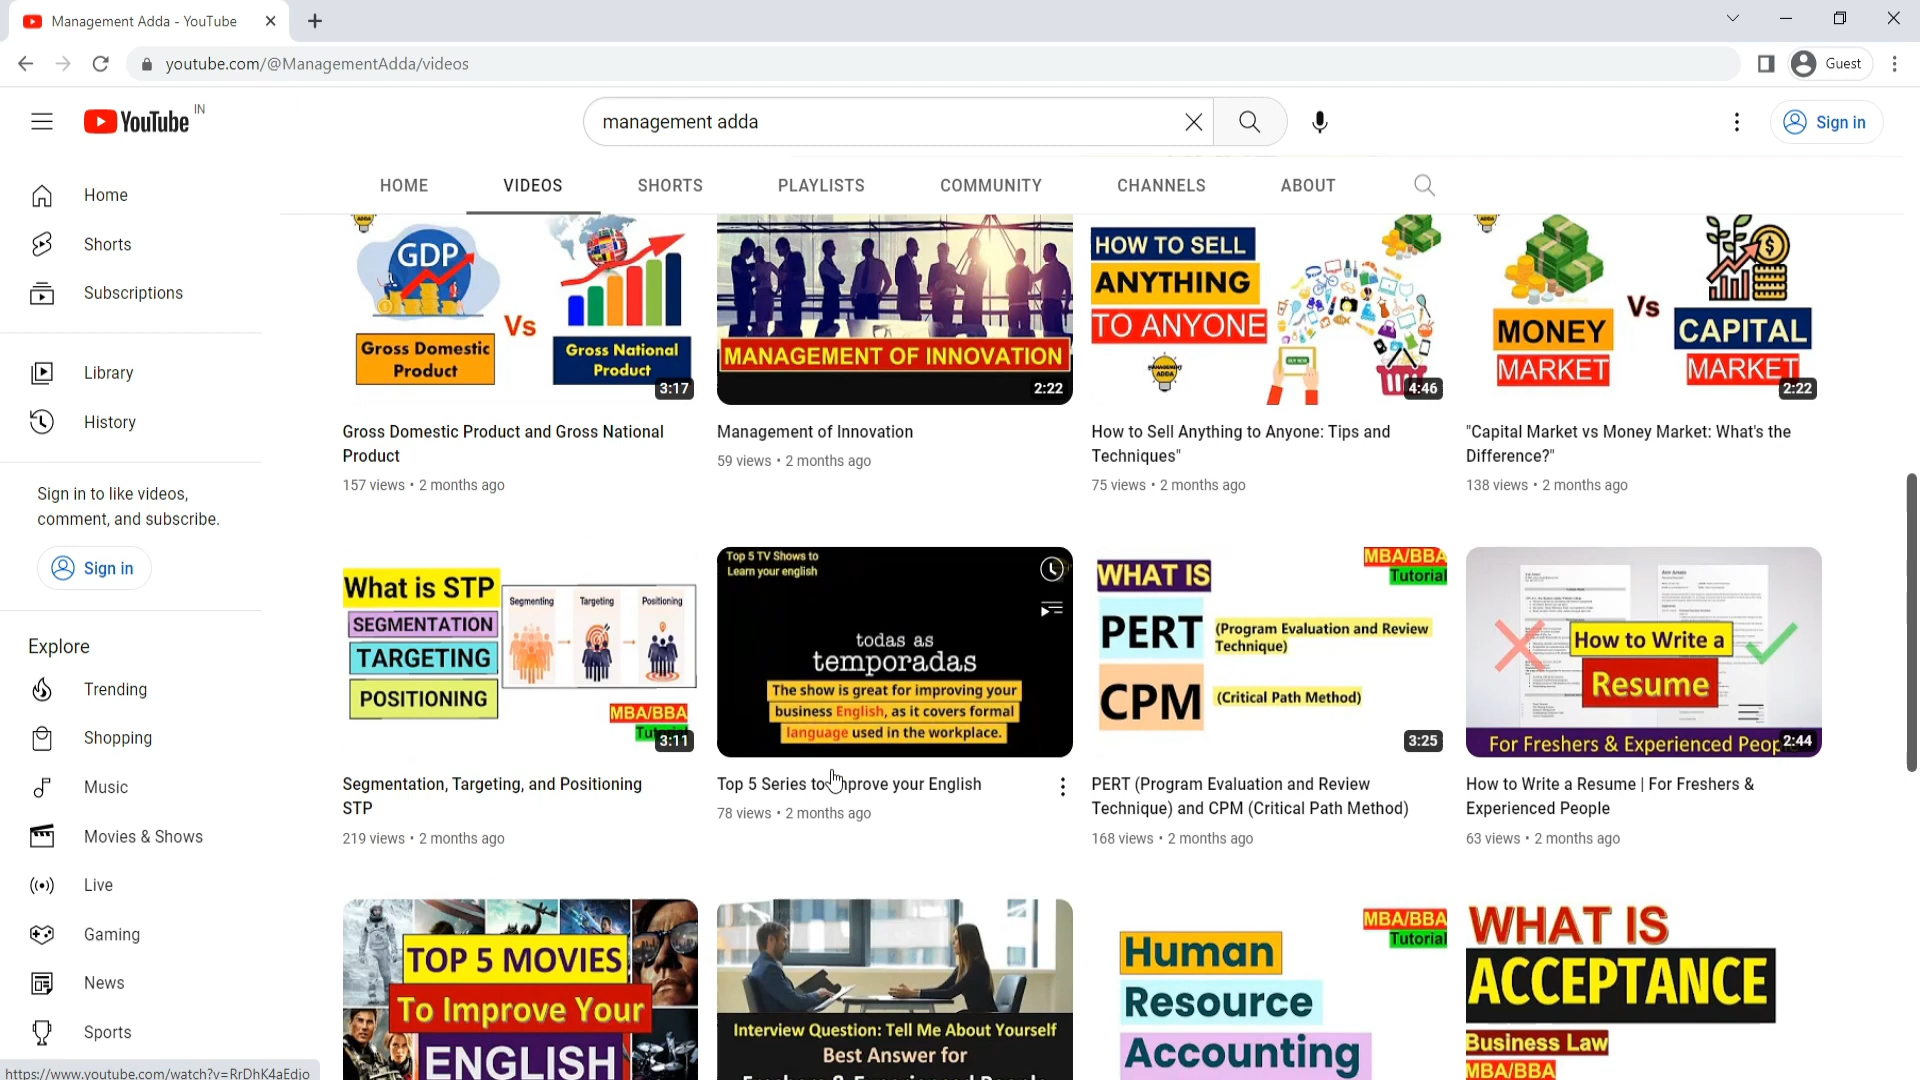 Management Adda - YouTube
youtube.com/@ManagementAdda/videos
Guest
YouTube IN
management adda
Sign in
HOME VIDEOS SHORTS PLAYLISTS COMMUNITY CHANNELS ABOUT
Home
Shorts
Subscriptions
Library
History
Sign in to like videos,
comment, and subscribe.
Sign in
Explore
Trending
Shopping
Music
Movies & Shows
Live
Gaming
News
Sports
GDP
Vs
Gross Domestic
Product
Gross National
Product
3:17
Gross Domestic Product and Gross National
Product
157 views • 2 months ago
MANAGEMENT OF INNOVATION
2:22
Management of Innovation
59 views • 2 months ago
HOW TO SELL
ANYTHING
TO ANYONE
MANAGEMENT
ADDA
4:46
How to Sell Anything to Anyone: Tips and
Techniques"
75 views • 2 months ago
MONEY
MARKET
Vs
CAPITAL
MARKET
2:22
"Capital Market vs Money Market: What's the
Difference?"
138 views • 2 months ago
What is STP
SEGMENTATION
TARGETING
POSITIONING
Segmenting Targeting Positioning
MBA/BBA
3:11
Segmentation, Targeting, and Positioning
STP
219 views • 2 months ago
Top 5 TV Shows to
Learn your english
todas as
temporadas
The show is great for improving your
business English, as it covers formal
language used in the workplace.
Top 5 Series to improve your English
78 views • 2 months ago
MBA/BBA
Tutorial
WHAT IS
PERT
(Program Evaluation and Review
Technique)
CPM
(Critical Path Method)
3:25
PERT (Program Evaluation and Review
Technique) and CPM (Critical Path Method)
168 views • 2 months ago
How to Write a
Resume
For Freshers & Experienced Peop
2:44
How to Write a Resume | For Freshers &
Experienced People
63 views • 2 months ago
TOP 5 MOVIES
To Improve Your
ENGLISH
Interview Question: Tell Me About Yourself
Best Answer for
Freshers & Experienced People
MBA/BBA
Tutorial
Human
Resource
Accounting
WHAT IS
ACCEPTANCE
Business Law
MBA/BBA
https://www.youtube.com/watch?v=RrDhK4aEdjo